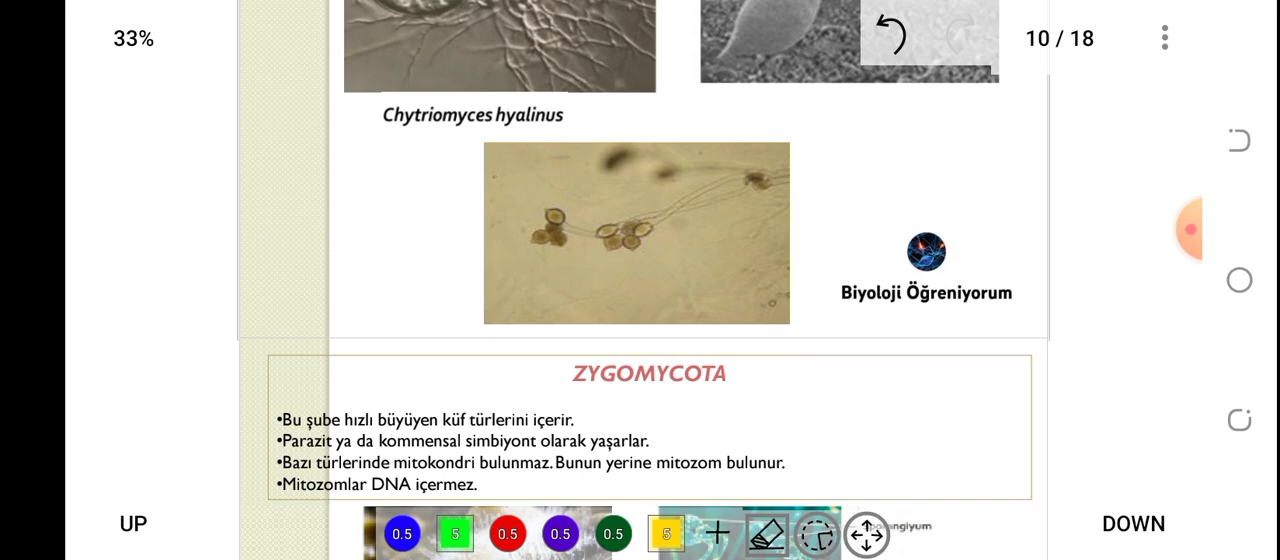 33%
10 / 18
Chytriomyces hyalinus
Biyoloji Öğreniyorum
ZYGOMYCOTA
•Bu şube hızlı büyüyen küf türlerini içerir.
•Parazit ya da kommensal simbiyont olarak yaşarlar.
•Bazı türlerinde mitokondri bulunmaz. Bunun yerine mitozom bulunur.
•Mitozomlar DNA içermez.
UP
0.5
5
0.5
0.5
0.5
5
DOWN